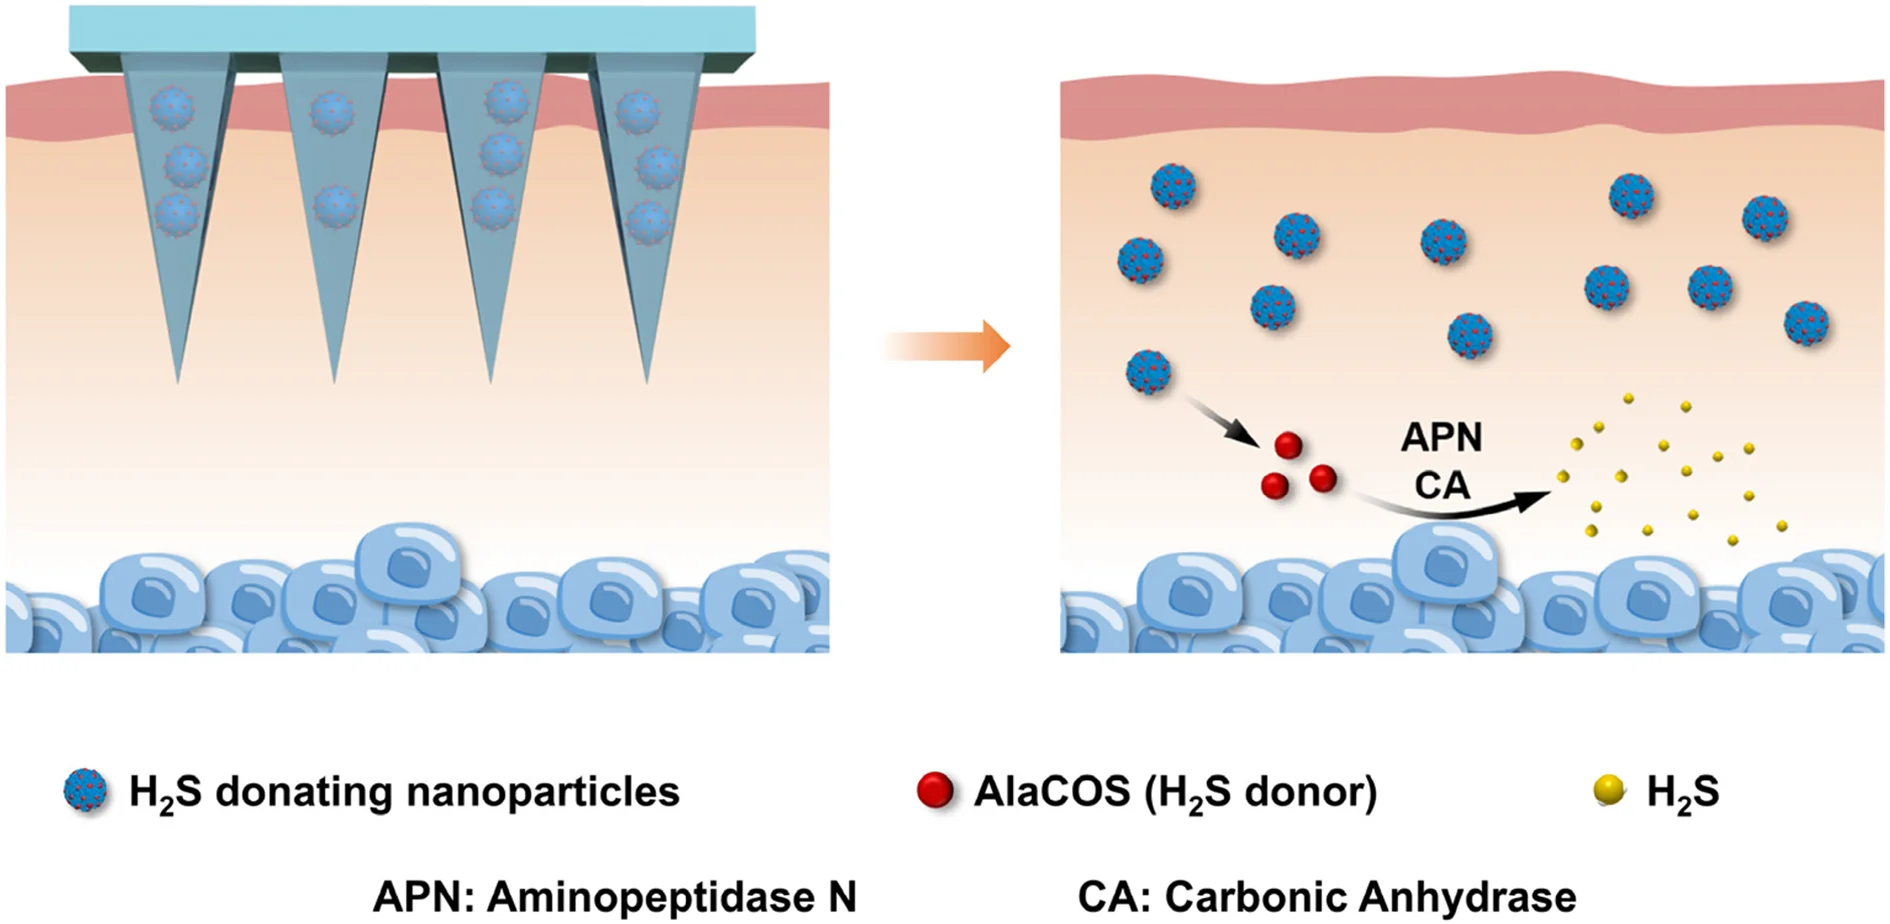 APN
CA
H₂S donating nanoparticles
AlaCOS (H₂S donor)
H₂S
APN: Aminopeptidase N
CA: Carbonic Anhydrase